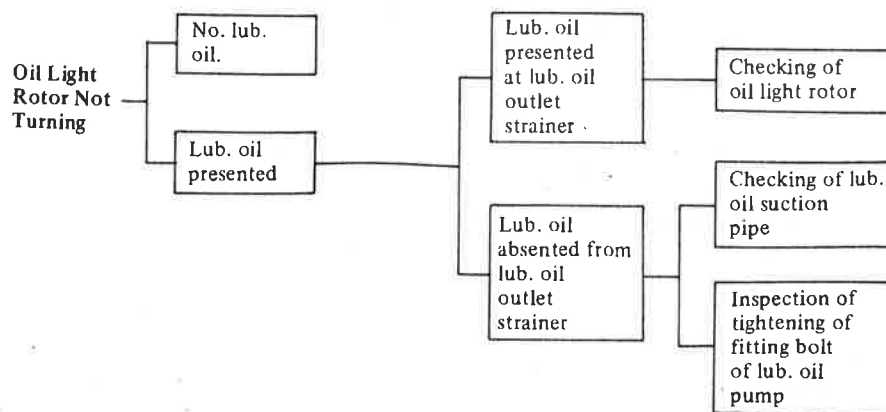 Oil Light
Rotor Not
Turning
No. lub.
oil.
Lub. oil
presented
Lub. oil
presented
at lub. oil
outlet
strainer
Checking of
oil light rotor
Lub. oil
absented from
lub. oil
outlet
strainer
Checking of lub.
oil suction
pipe
Inspection of
tightening of
fitting bolt
of lub. oil
pump